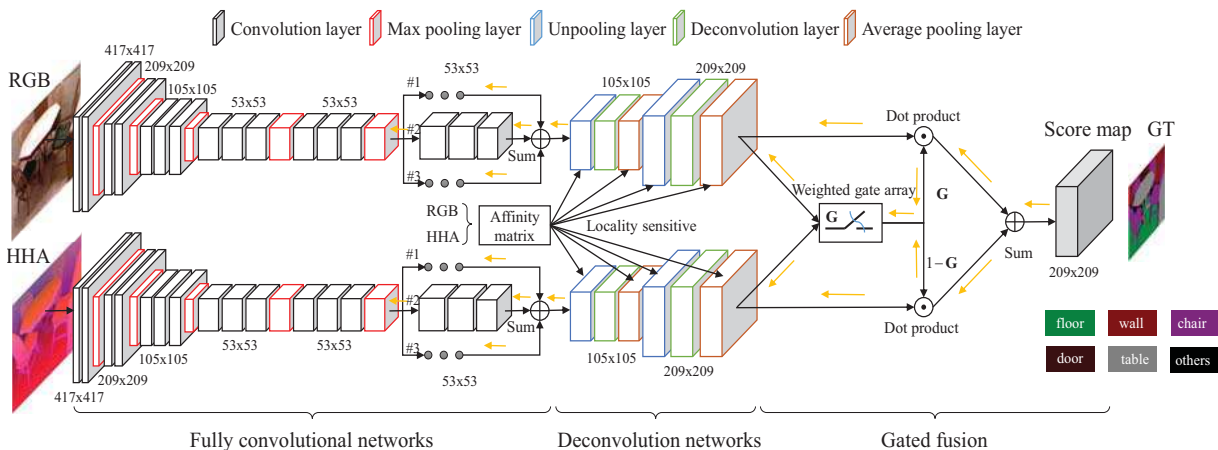 Convolution layer Max pooling layer Unpooling layer Deconvolution layer Average pooling layer
417x417
209x209
105x105
53x53
53x53
RGB
#1
#2
#3
53x53
Sum
105x105
209x209
Dot product
Score map
GT
Weighted gate array
G
G
1−G
Sum
209x209
RGB
HHA
Affinity
matrix
Locality sensitive
HHA
#1
#2
#3
53x53
Sum
53x53
53x53
105x105
209x209
417x417
105x105
209x209
Dot product
floor wall chair
door table others
Fully convolutional networks Deconvolution networks Gated fusion